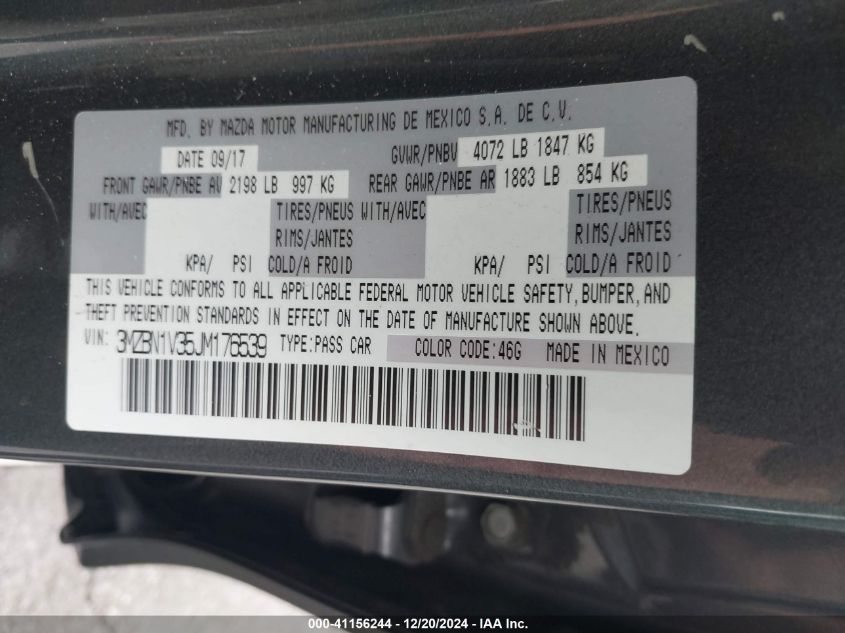 MFD. BY MAZDA MOTOR MANUFACTURING DE MEXICO S.A. DE C.V.
DATE 09/17 GVWR/PNBV 4072 LB 1847 KG
FRONT GAWR/PNBE AV 2198 LB 997 KG REAR GAWR/PNBE AR 1883 LB 854 KG
WITH/AVEC TIRES/PNEUS WITH/AVEC TIRES/PNEUS
RIMS/JANTES RIMS/JANTES
KPA/ PSI COLD/A FROID KPA/ PSI COLD/A FROID
THIS VEHICLE CONFORMS TO ALL APPLICABLE FEDERAL MOTOR VEHICLE SAFETY, BUMPER, AND
THEFT PREVENTION STANDARDS IN EFFECT ON THE DATE OF MANUFACTURE SHOWN ABOVE.
VIN: 3MZBN1V35JM176539 TYPE:PASS CAR COLOR CODE:46G MADE IN MEXICO
000-41156244 - 12/20/2024 - IAA Inc.